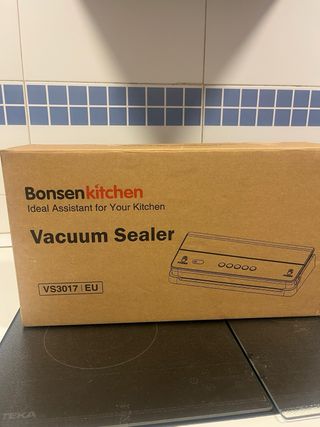 Bonsenkitchen
Ideal Assistant for Your Kitchen
Vacuum Sealer
VS3017 | EU
TEKA